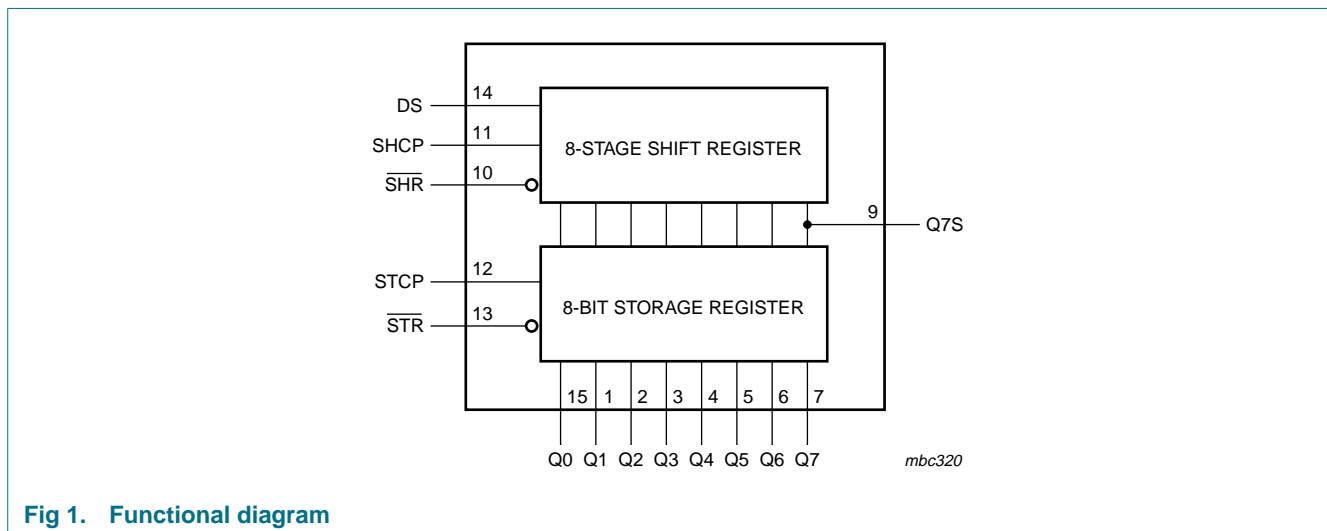 DS 14
SHCP 11
8-STAGE SHIFT REGISTER
SHR 10
9 Q7S
STCP 12
8-BIT STORAGE REGISTER
STR 13
15 1 2 3 4 5 6 7
Q0 Q1 Q2 Q3 Q4 Q5 Q6 Q7 mbc320
Fig 1. Functional diagram